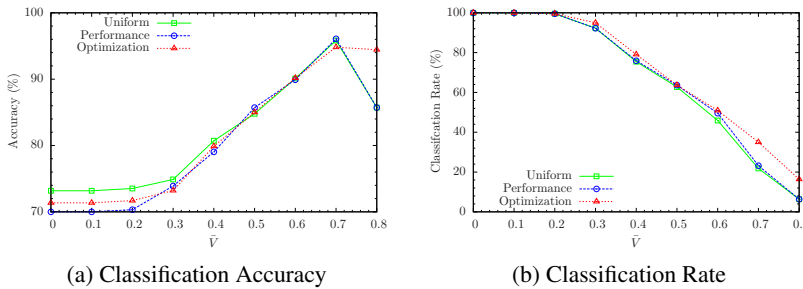 100
90
80
70
0
0.1
0.2
0.3
0.4
0.5
0.6
0.7
0.8
Accuracy (%)
V̄
Uniform
Performance
Optimization
(a) Classification Accuracy
100
80
60
40
20
0
0
0.1
0.2
0.3
0.4
0.5
0.6
0.7
0.
Classifcation Rate (%)
V̄
Uniform
Performance
Optimization
(b) Classification Rate